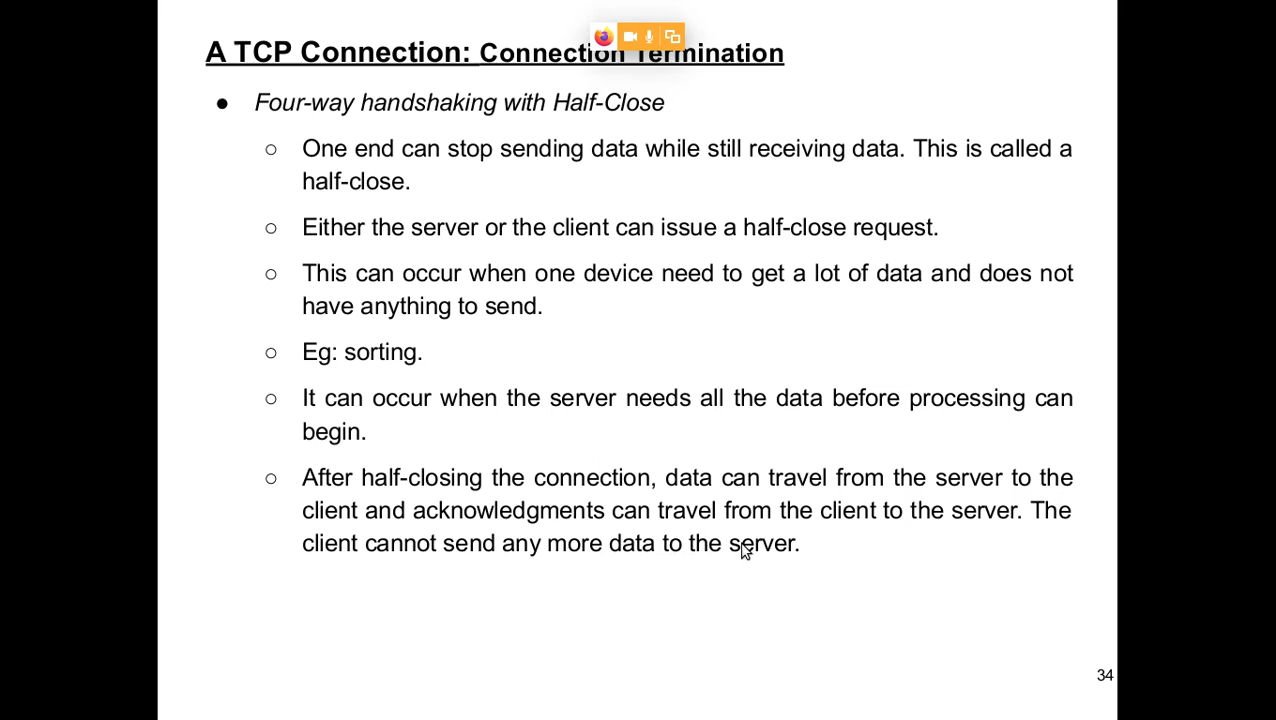 A TCP Connection: Connection Termination
● Four-way handshaking with Half-Close
○ One end can stop sending data while still receiving data. This is called a
half-close.
○ Either the server or the client can issue a half-close request.
○ This can occur when one device need to get a lot of data and does not
have anything to send.
○ Eg: sorting.
○ It can occur when the server needs all the data before processing can
begin.
○ After half-closing the connection, data can travel from the server to the
client and acknowledgments can travel from the client to the server. The
client cannot send any more data to the server.
34